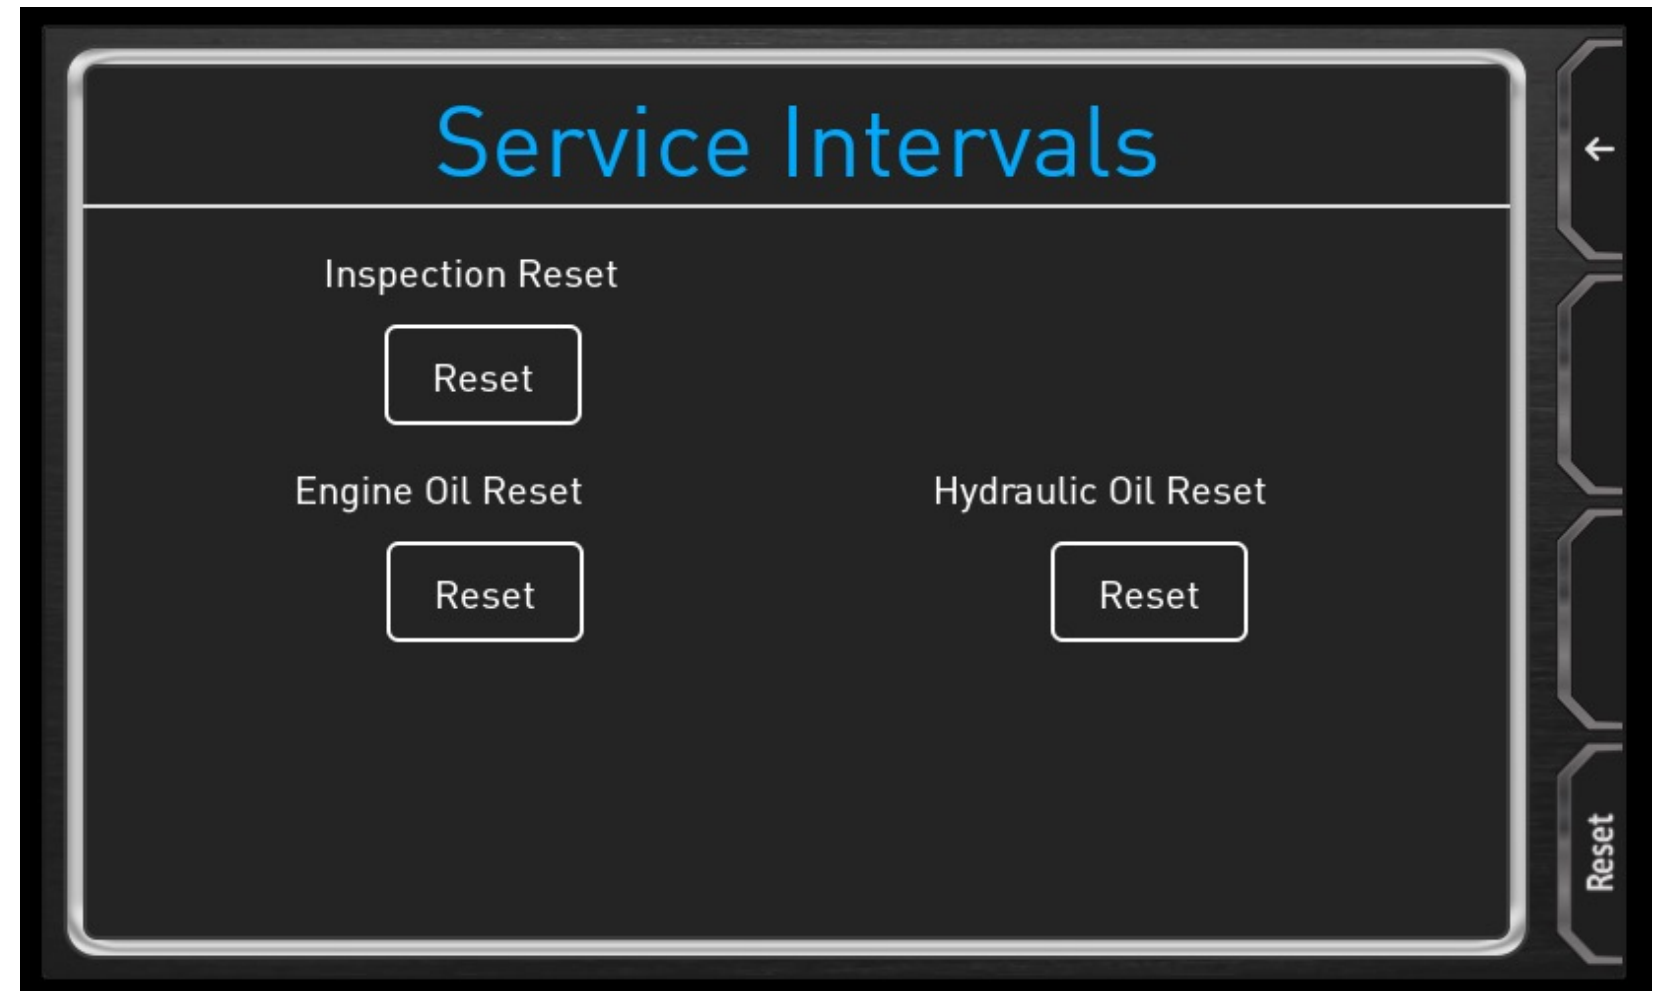 Service Intervals
←
Inspection Reset
Reset
Engine Oil Reset
Hydraulic Oil Reset
Reset
Reset
Reset